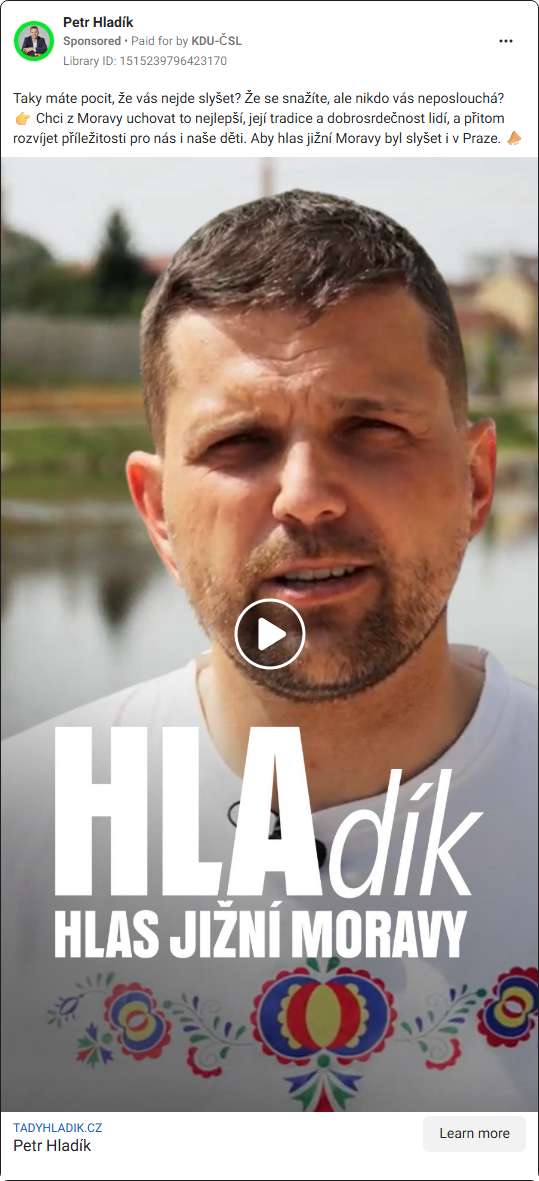 Petr Hladík
Sponsored • Paid for by KDU-ČSL
Library ID: 1515239796423170
Taky máte pocit, že vás nejde slyšet? Že se snažíte, ale nikdo vás neposlouchá?
👉 Chci z Moravy uchovat to nejlepší, její tradice a dobrosrdečnost lidí, a přitom
rozvíjet příležitosti pro nás i naše děti. Aby hlas jižní Moravy byl slyšet i v Praze. 📣
HLAdík
HLAS JIŽNÍ MORAVY
TADYHLADIK.CZ
Petr Hladík
Learn more